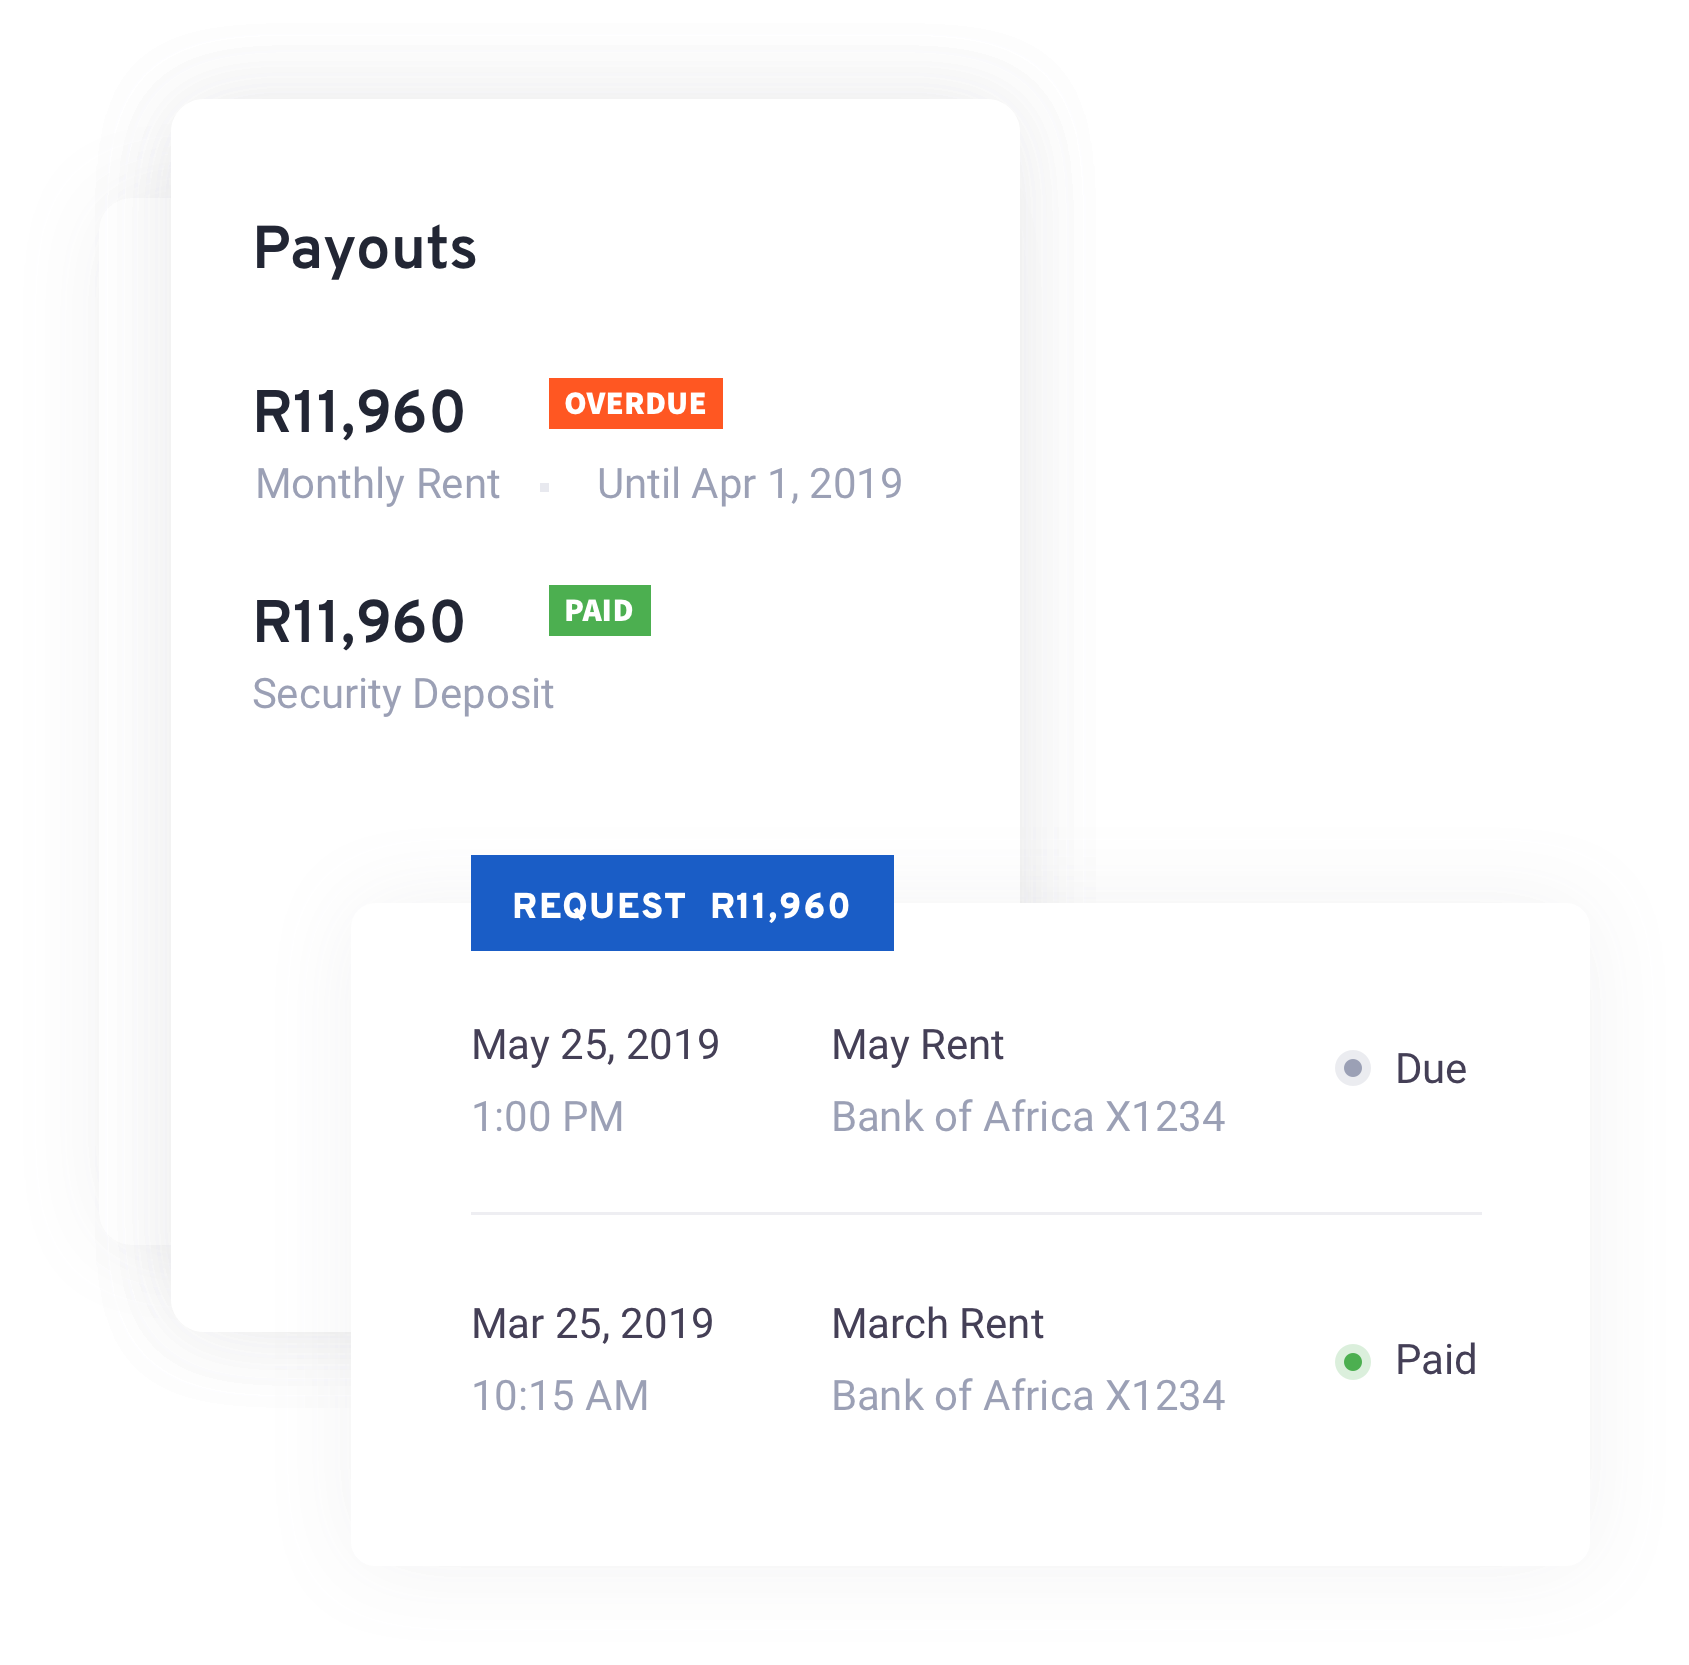 Payouts
R11,960 OVERDUE
Monthly Rent Until Apr 1, 2019
R11,960 PAID
Security Deposit
REQUEST R11,960
May 25, 2019 May Rent Due
1:00 PM Bank of Africa X1234
Mar 25, 2019 March Rent Paid
10:15 AM Bank of Africa X1234